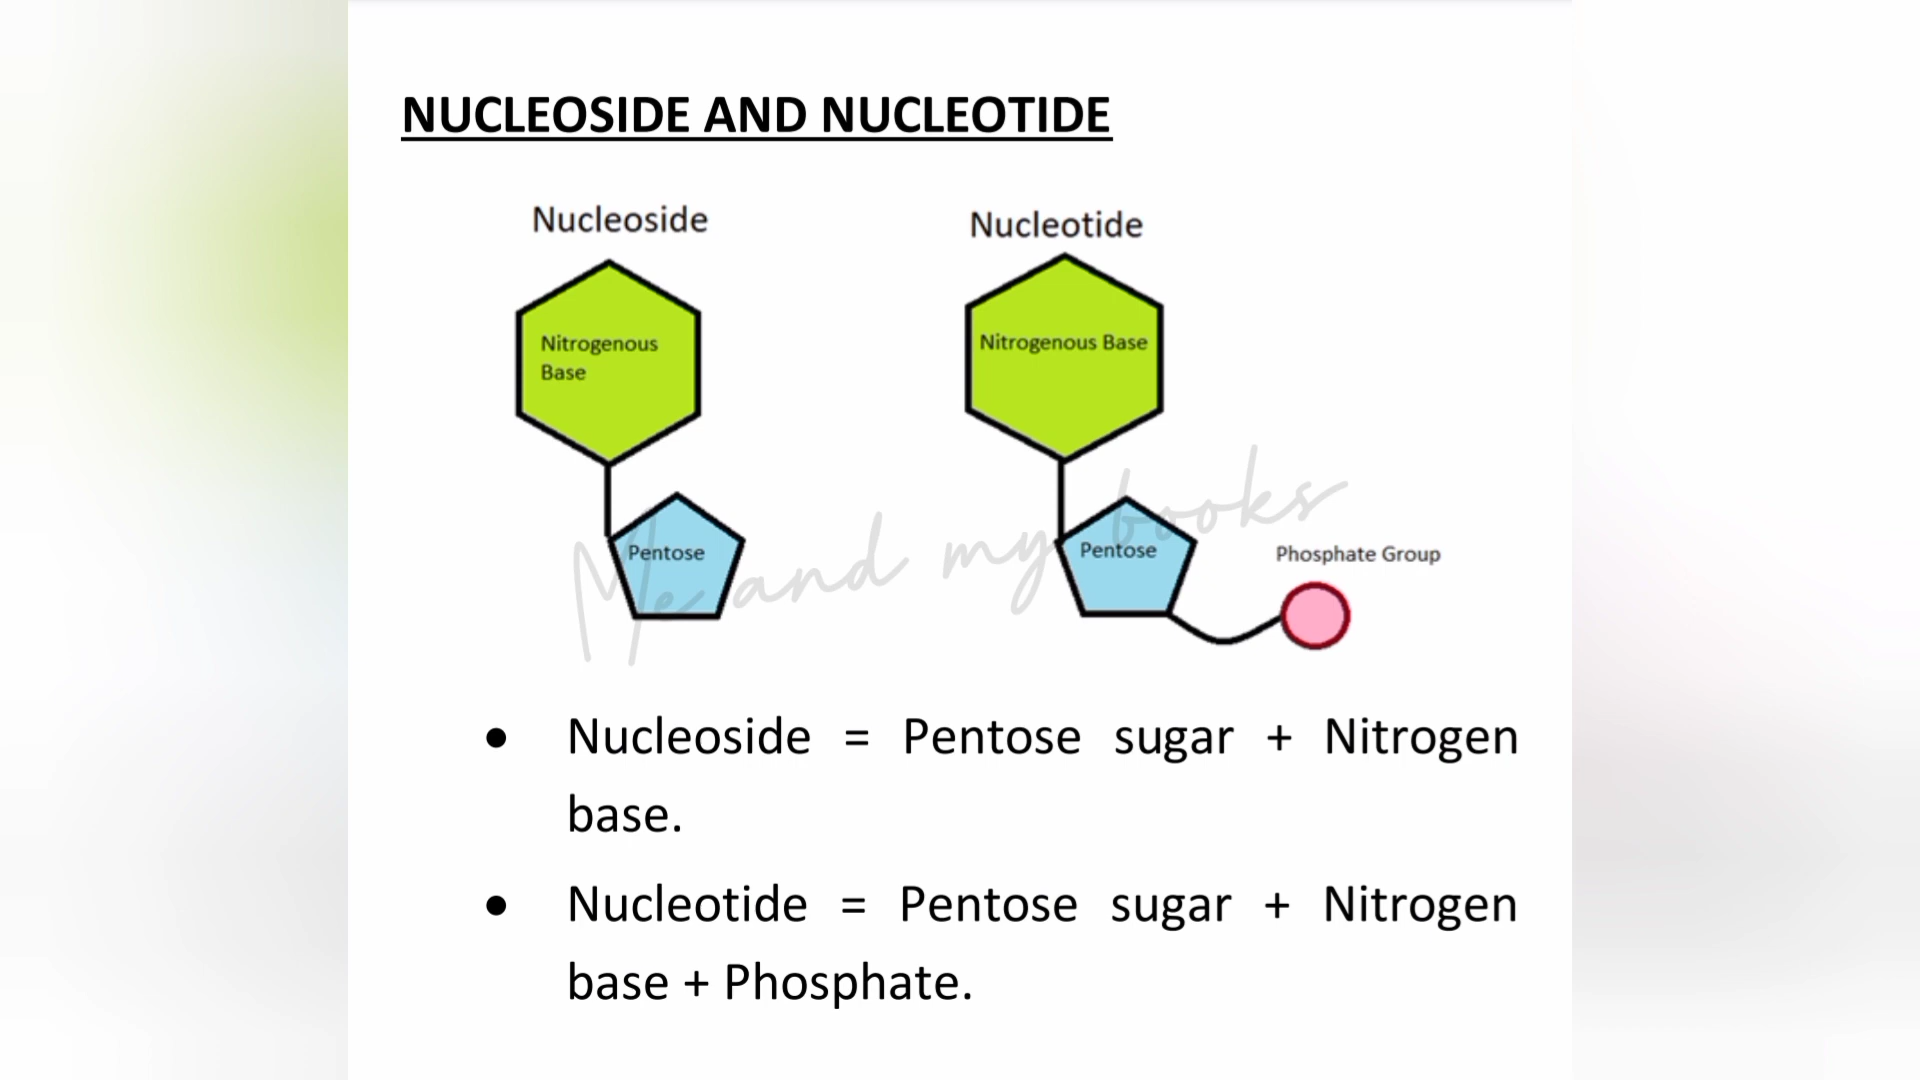 NUCLEOSIDE AND NUCLEOTIDE
Nucleoside
Nucleotide
Nitrogenous
Base
Nitrogenous Base
Pentose
Pentose
Phosphate Group
Me and my books
• Nucleoside = Pentose sugar + Nitrogen
base.
• Nucleotide = Pentose sugar + Nitrogen
base + Phosphate.